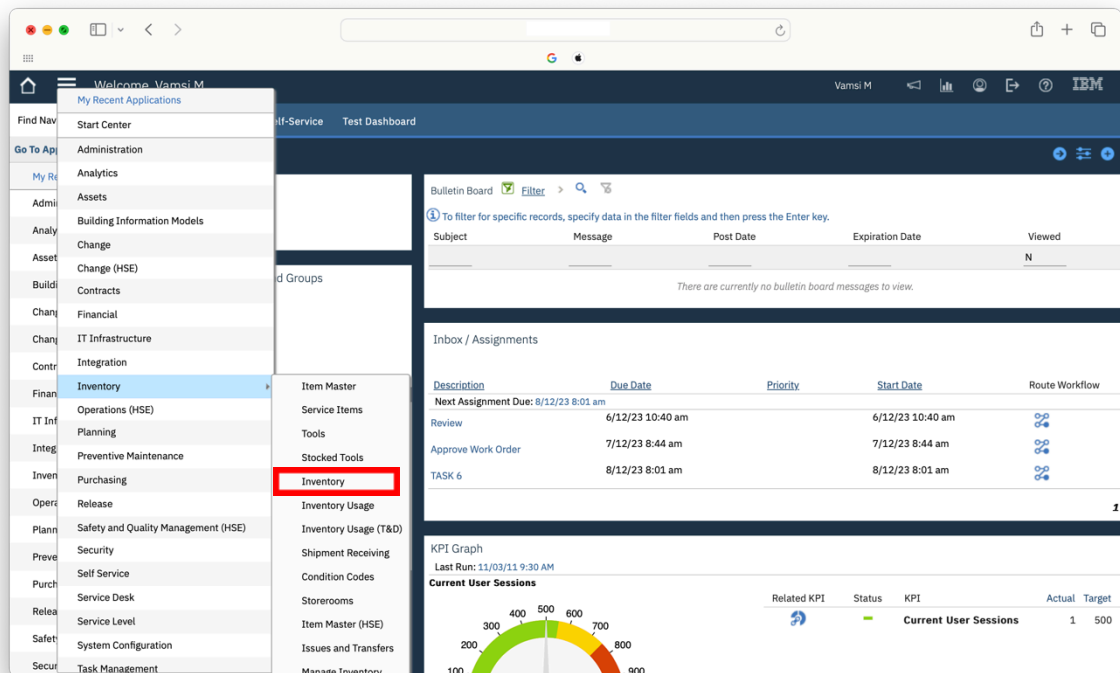 Welcome, Vamsi M
Vamsi M
IBM
Find Nav
elf-Service
Test Dashboard
Go To Ap
My Re
Admi
Analy
Asset
Buildi
Chan
Chan
Contr
Finan
IT Inf
Integ
Inven
Opera
Plann
Preve
Purch
Relea
Safet
Secur
My Recent Applications
Start Center
Administration
Analytics
Assets
Building Information Models
Change
Change (HSE)
Contracts
Financial
IT Infrastructure
Integration
Inventory
Operations (HSE)
Planning
Preventive Maintenance
Purchasing
Release
Safety and Quality Management (HSE)
Security
Self Service
Service Desk
Service Level
System Configuration
Task Management
Item Master
Service Items
Tools
Stocked Tools
Inventory
Inventory Usage
Inventory Usage (T&D)
Shipment Receiving
Condition Codes
Storerooms
Item Master (HSE)
Issues and Transfers
Manage Inventory
d Groups
Bulletin Board Filter
To filter for specific records, specify data in the filter fields and then press the Enter key.
Subject Message Post Date Expiration Date Viewed
N
There are currently no bulletin board messages to view.
Inbox / Assignments
Description Due Date Priority Start Date Route Workflow
Next Assignment Due: 8/12/23 8:01 am
Review 6/12/23 10:40 am 6/12/23 10:40 am
Approve Work Order 7/12/23 8:44 am 7/12/23 8:44 am
TASK 6 8/12/23 8:01 am 8/12/23 8:01 am
1
KPI Graph
Last Run: 11/03/11 9:30 AM
Current User Sessions
100
200
300
400
500
600
700
800
900
Related KPI Status KPI Actual Target
Current User Sessions 1 500